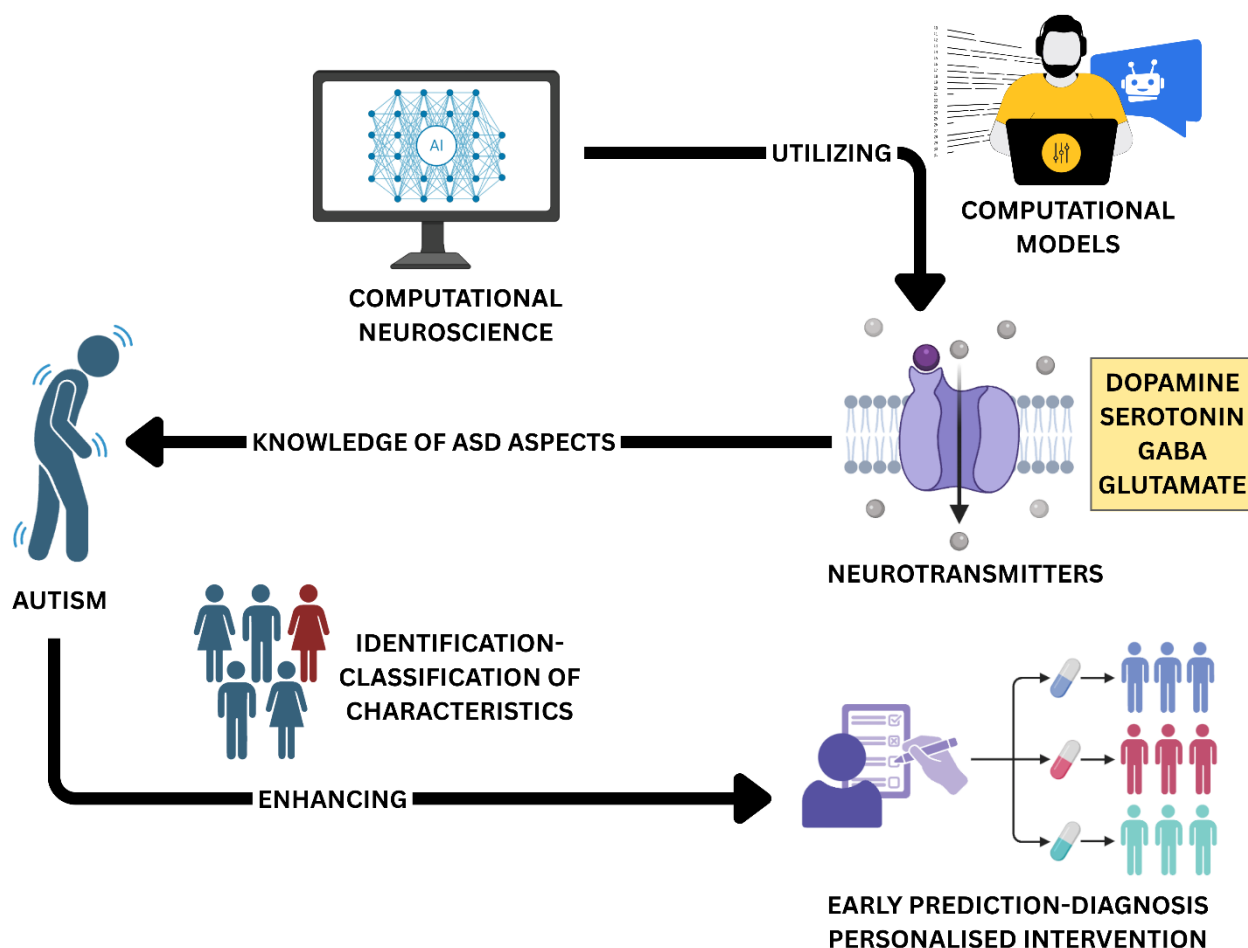 AI
UTILIZING
COMPUTATIONAL
MODELS
COMPUTATIONAL
NEUROSCIENCE
DOPAMINE
SEROTONIN
GABA
GLUTAMATE
KNOWLEDGE OF ASD ASPECTS
NEUROTRANSMITTERS
AUTISM
IDENTIFICATION-
CLASSIFICATION OF
CHARACTERISTICS
ENHANCING
EARLY PREDICTION-DIAGNOSIS
PERSONALISED INTERVENTION